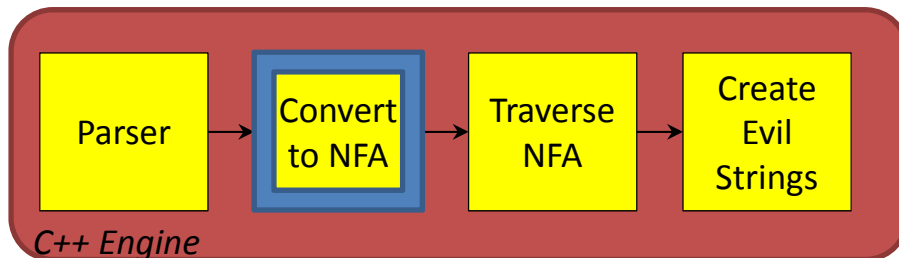 Parser
Convert
to NFA
Traverse
NFA
Create
Evil
Strings
C++ Engine